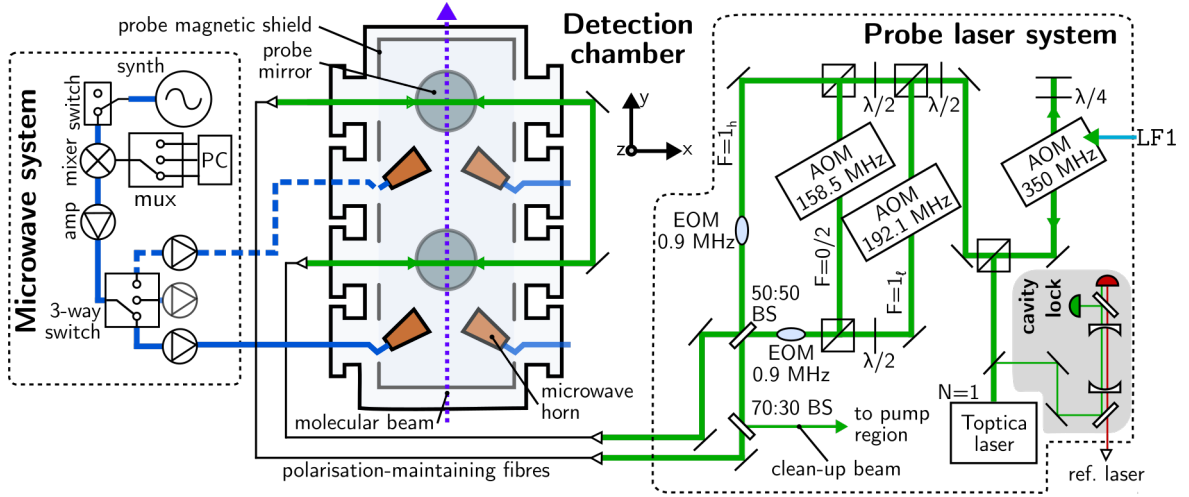 probe magnetic shield
probe
mirror
Detection
chamber
Probe laser system
Microwave system
synth
switch
mixer
mux
PC
amp
3-way
switch
y
z
x
microwave
horn
molecular beam
polarisation-maintaining fibres
F=1h
λ/2
λ/2
λ/4
AOM
158.5 MHz
AOM
192.1 MHz
AOM
350 MHz
LF1
EOM
0.9 MHz
F=0/2
F=1ℓ
50:50
BS
EOM
0.9 MHz
λ/2
cavity
lock
70:30 BS
to pump
region
clean-up beam
N=1
Toptica
laser
ref. laser